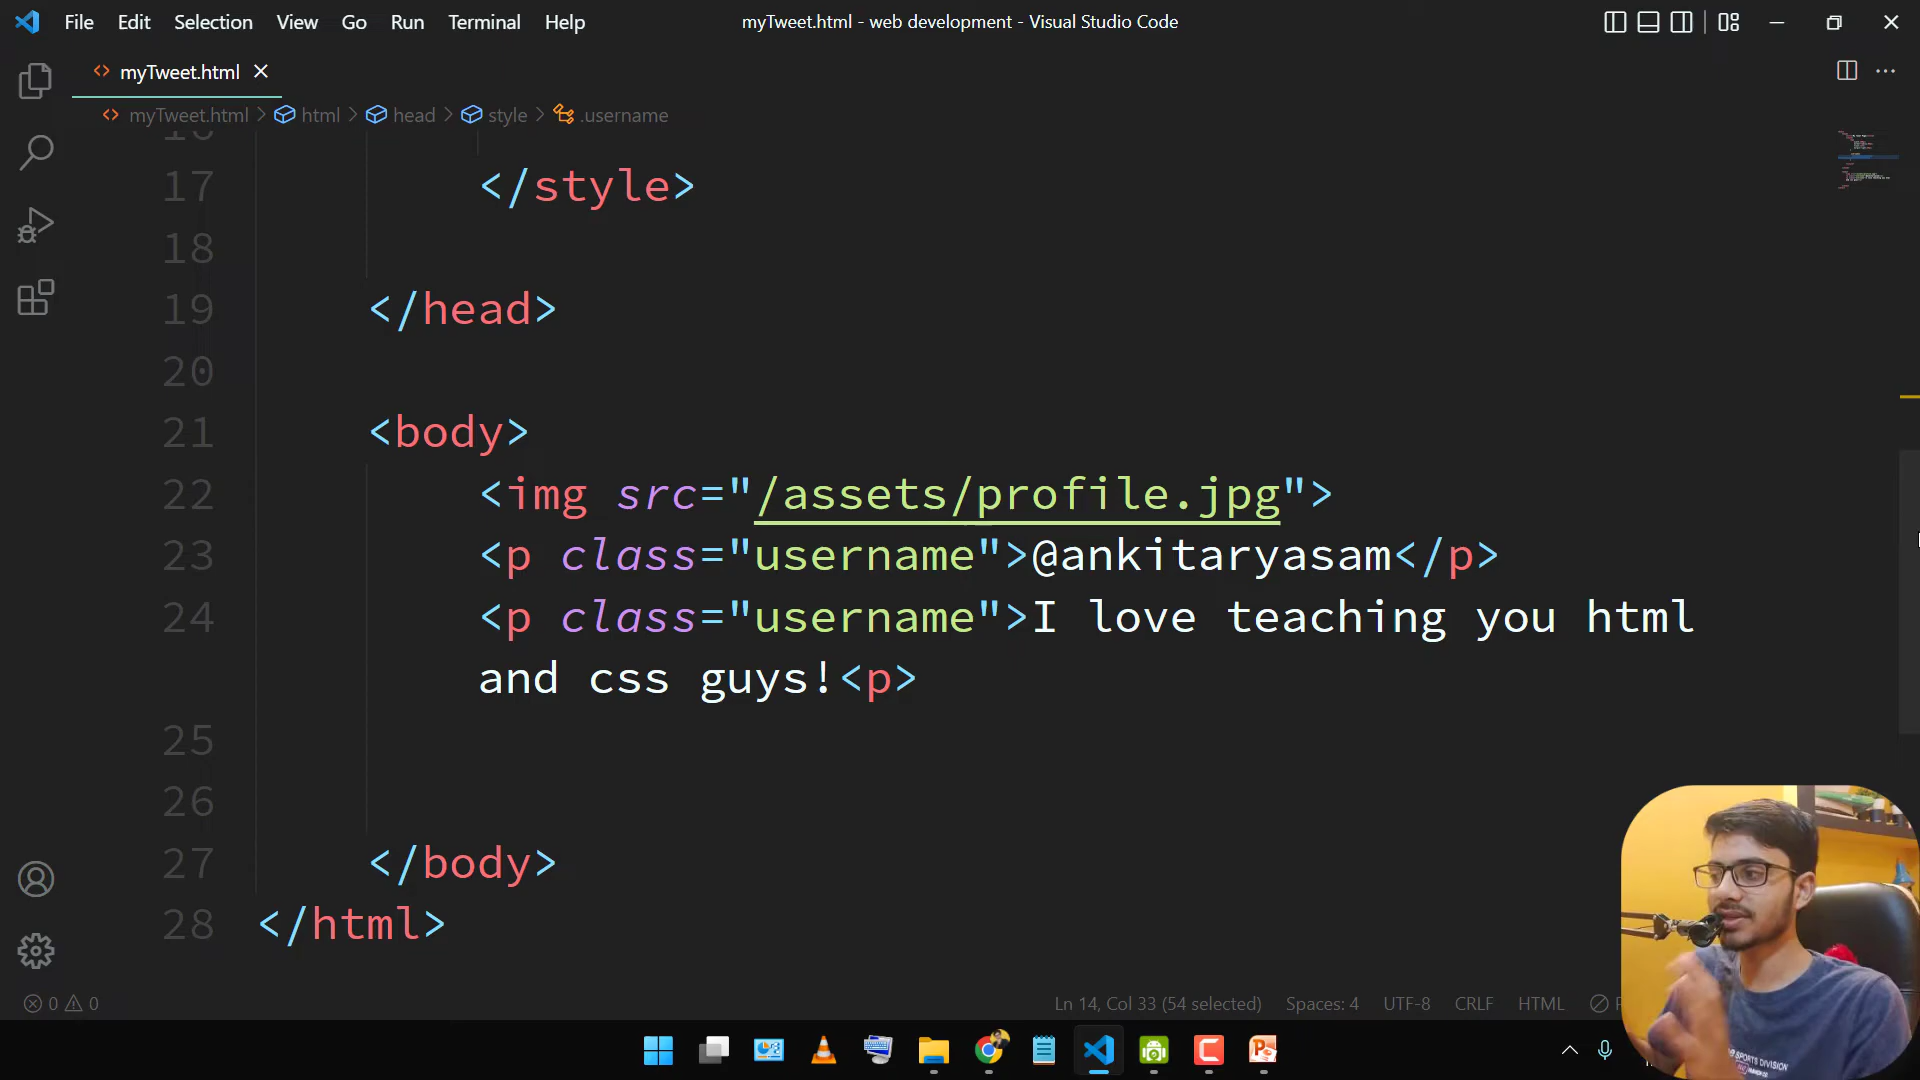 File Edit Selection View Go Run Terminal Help myTweet.html - web development - Visual Studio Code
myTweet.html
myTweet.html html head style .username
17 </style>
18
19 </head>
20
21 <body>
22 <img src="/assets/profile.jpg">
23 <p class="username">@ankitaryasam</p>
24 <p class="username">I love teaching you html
and css guys!<p>
25
26
27 </body>
28 </html>
0 0 Ln 14, Col 33 (54 selected) Spaces: 4 UTF-8 CRLF HTML
SPORTS DIVISION